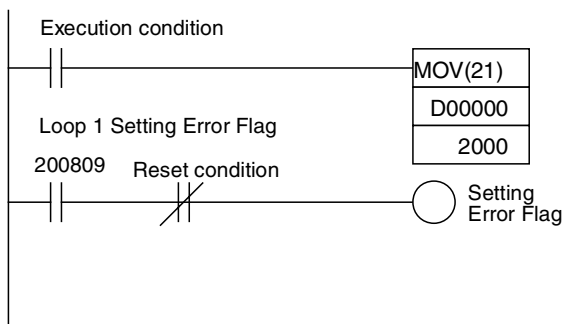 Execution condition
MOV(21)
D00000
2000
Loop 1 Setting Error Flag
200809
Reset condition
Setting
Error Flag